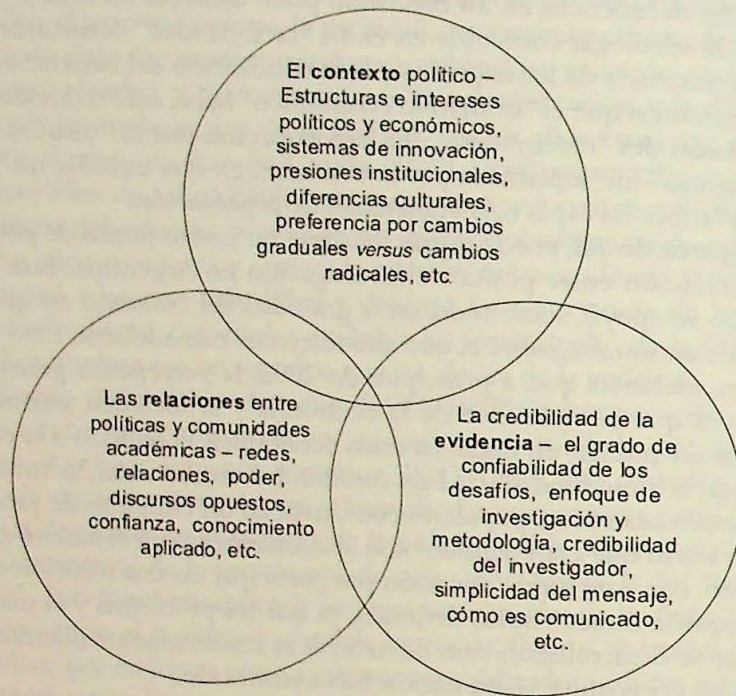 El contexto político –
Estructuras e intereses
políticos y económicos,
sistemas de innovación,
presiones institucionales,
diferencias culturales,
preferencia por cambios
graduales versus cambios
radicales, etc.
Las relaciones entre
políticas y comunidades
académicas – redes,
relaciones, poder,
discursos opuestos,
confianza, conocimiento
aplicado, etc.
La credibilidad de la
evidencia – el grado de
confiabilidad de los
desafíos, enfoque de
investigación y
metodología, credibilidad
del investigador,
simplicidad del mensaje,
cómo es comunicado,
etc.